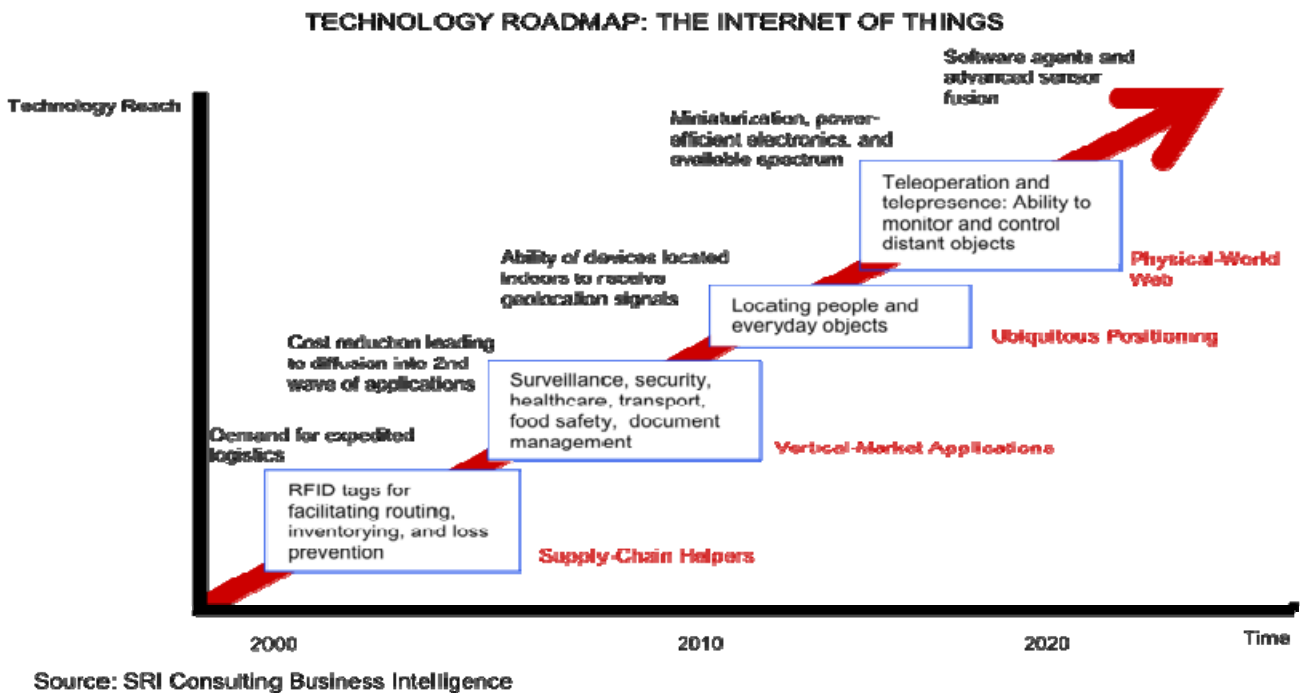 TECHNOLOGY ROADMAP: THE INTERNET OF THINGS
Software agents and
advanced sensor
fusion
Technology Reach
Miniaturization, power-
efficient electronics, and
available spectrum
Teleoperation and
telepresence: Ability to
monitor and control
distant objects
Physical-World
Web
Ability of devices located
indoors to receive
geolocation signals
Locating people and
everyday objects
Ubiquitous Positioning
Cost reduction leading
to diffusion into 2nd
wave of applications
Surveillance, security,
healthcare, transport,
food safety, document
management
Vertical-Market Applications
Demand for expedited
logistics
RFID tags for
facilitating routing,
inventorying, and loss
prevention
Supply-Chain Helpers
2000
2010
2020
Time
Source: SRI Consulting Business Intelligence